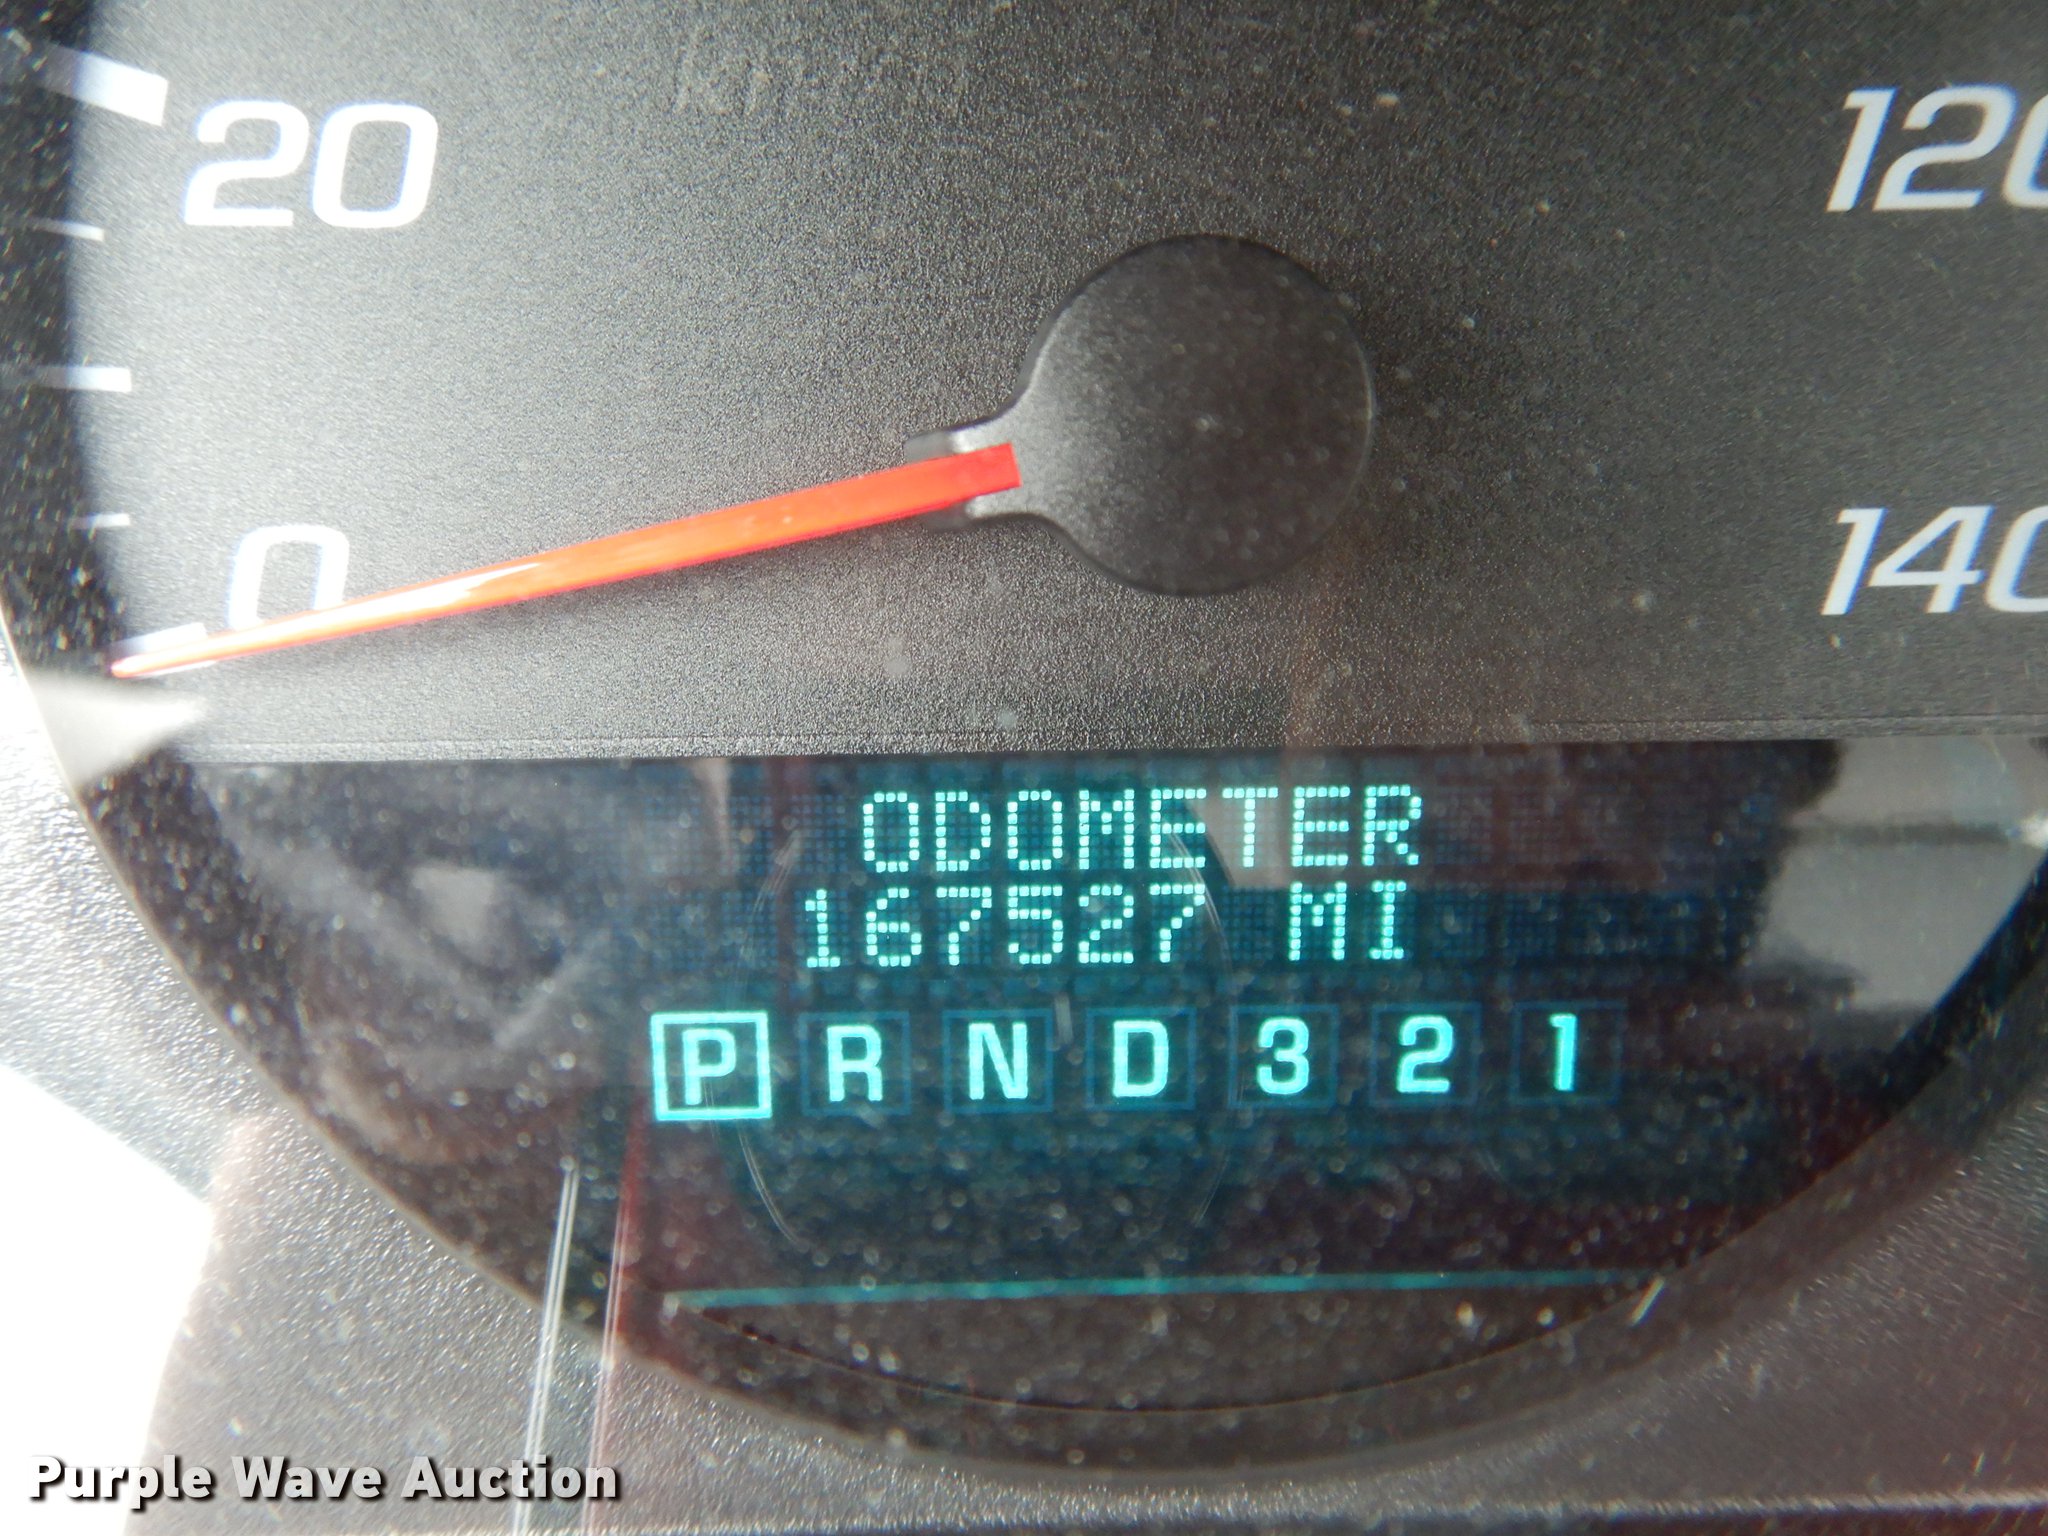 20
120
0
140
ODOMETER
167527 MI
P R N D 3 2 1
Purple Wave Auction